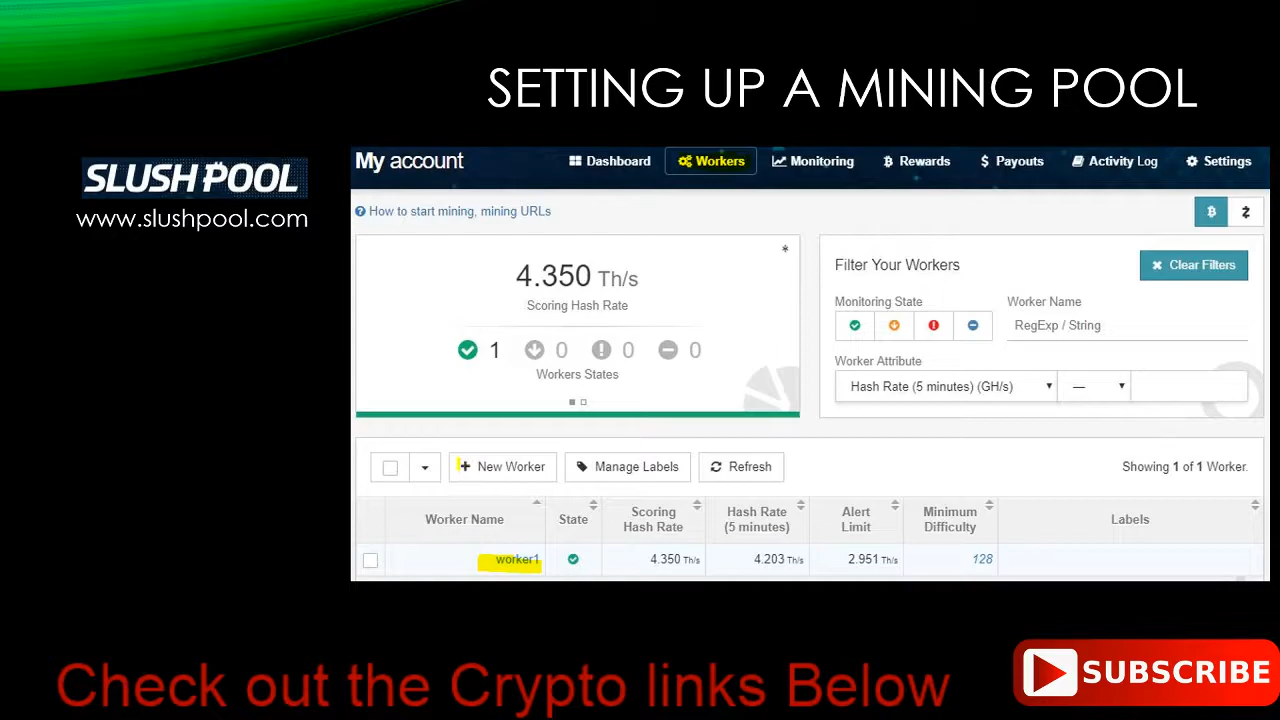 SETTING UP A MINING POOL
SLUSH POOL
www.slushpool.com
My account
Dashboard
Workers
Monitoring
Rewards
Payouts
Activity Log
Settings
How to start mining, mining URLs
4.350 Th/s
Scoring Hash Rate
1 0 0 0
Workers States
*
Filter Your Workers
Clear Filters
Monitoring State
Worker Name
RegExp / String
Worker Attribute
Hash Rate (5 minutes) (GH/s)
—
New Worker
Manage Labels
Refresh
Showing 1 of 1 Worker.
Worker Name
State
Scoring
Hash Rate
Hash Rate
(5 minutes)
Alert
Limit
Minimum
Difficulty
Labels
worker1
4.350 Th/s
4.203 Th/s
2.951 Th/s
128
Check out the Crypto links Below
SUBSCRIBE